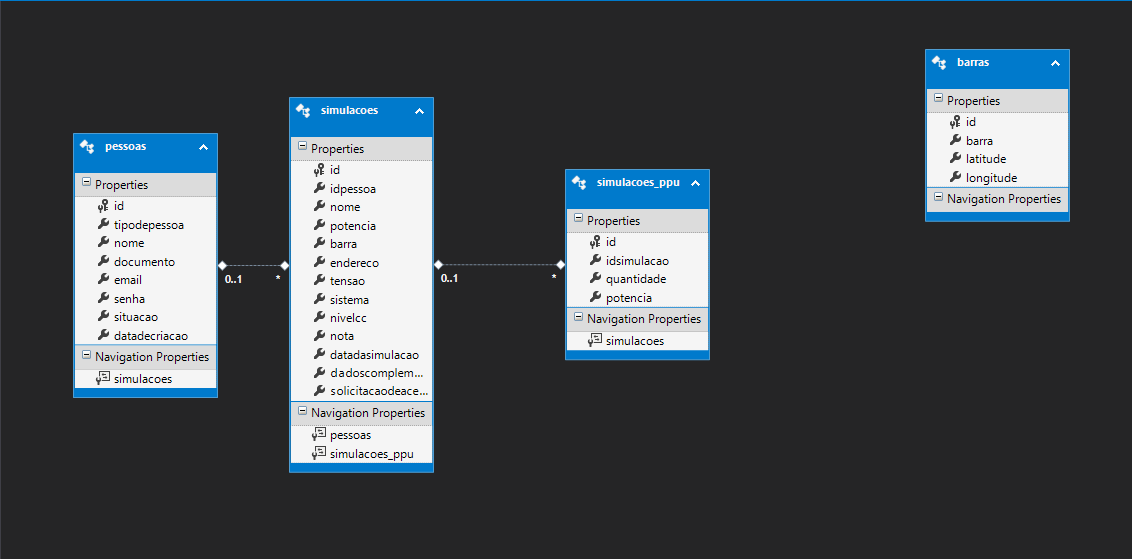 pessoas
Properties
id
tipodepessoa
nome
documento
email
senha
situacao
datadecriacao
Navigation Properties
simulacoes
0..1
*
simulacoes
Properties
id
idpessoa
nome
potencia
barra
endereco
tensao
sistema
nivelcc
nota
datadasimulacao
dadoscomplem...
solicitacaodeace...
Navigation Properties
pessoas
simulacoes_ppu
0..1
*
simulacoes_ppu
Properties
id
idsimulacao
quantidade
potencia
Navigation Properties
simulacoes
barras
Properties
id
barra
latitude
longitude
Navigation Properties